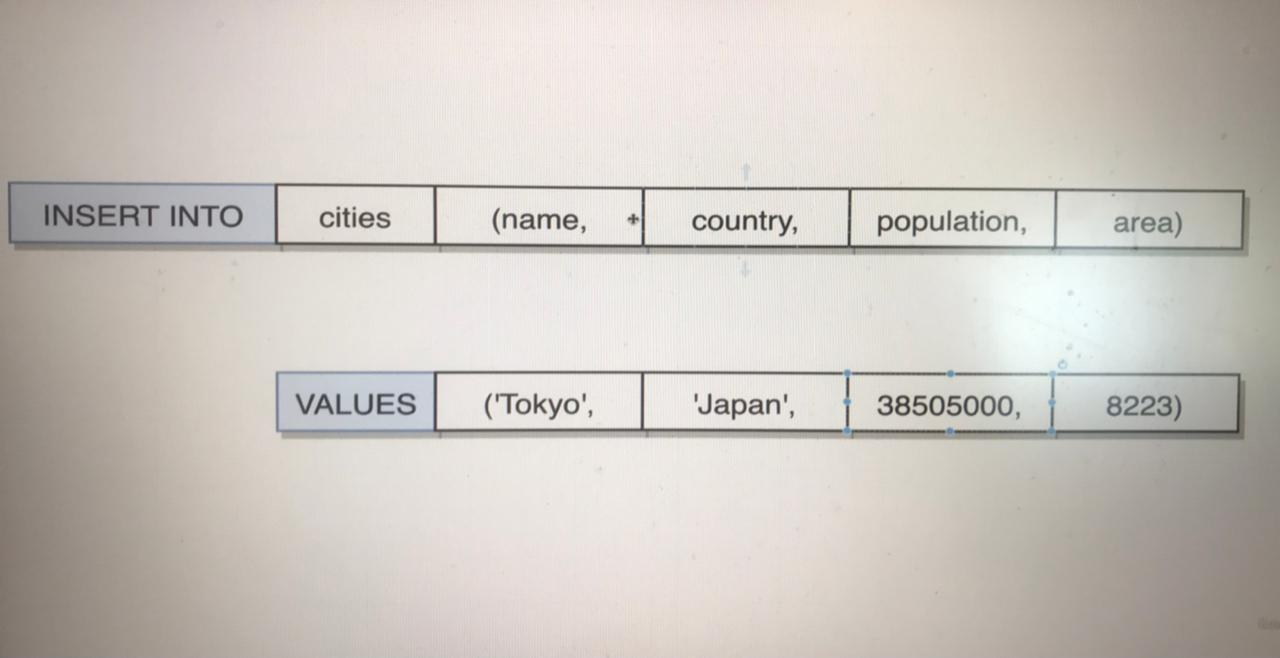 INSERT INTO cities (name, country, population, area)
VALUES ('Tokyo', 'Japan', 38505000, 8223)